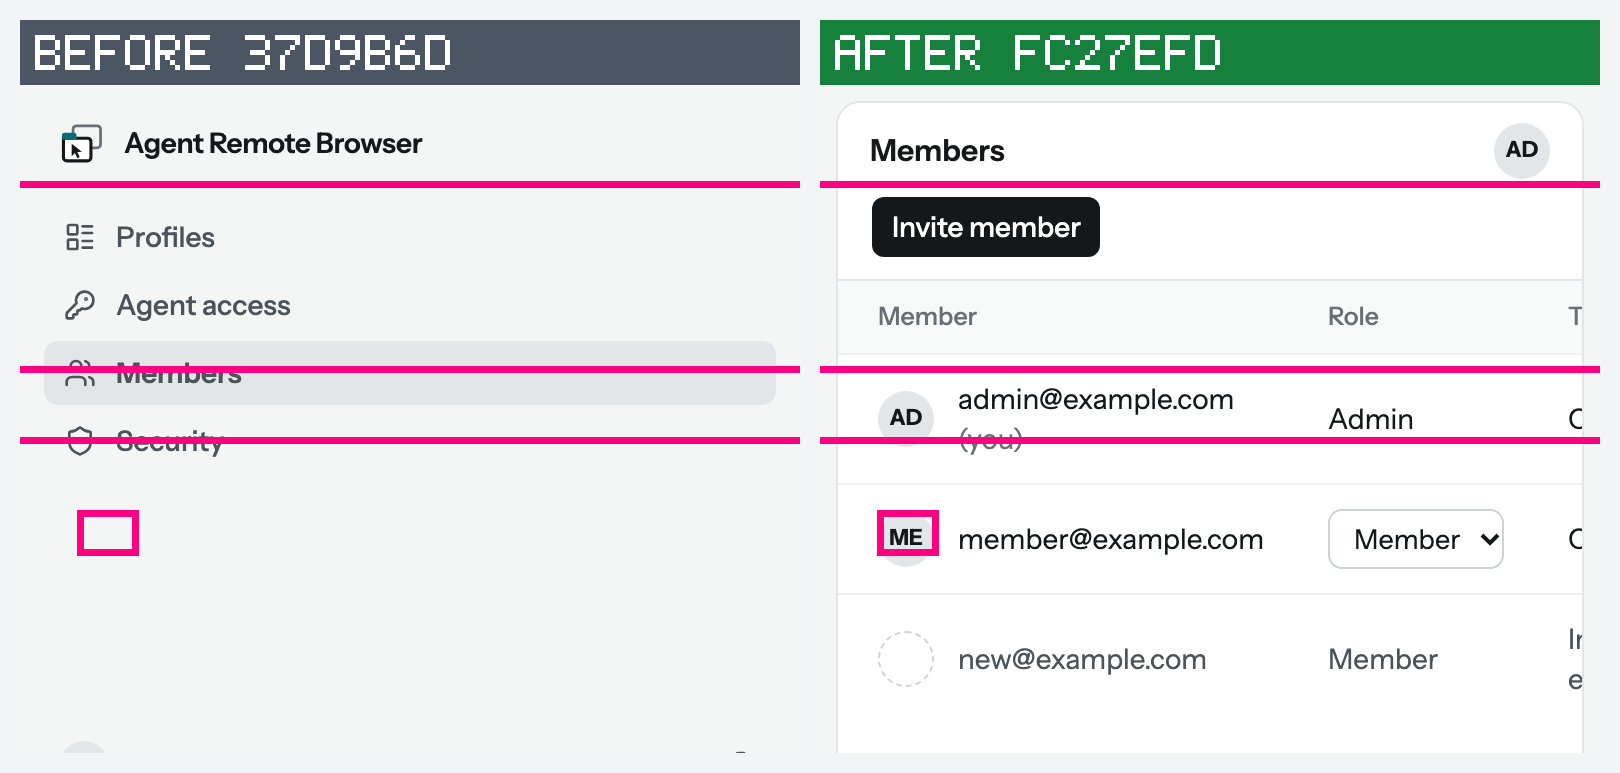 BEFORE 37D9B6D
Agent Remote Browser
Profiles
Agent access
Members
Security
AFTER FC27EFD
Members
AD
Invite member
Member Role T
AD admin@example.com Admin
(you)
ME member@example.com Member
new@example.com Member